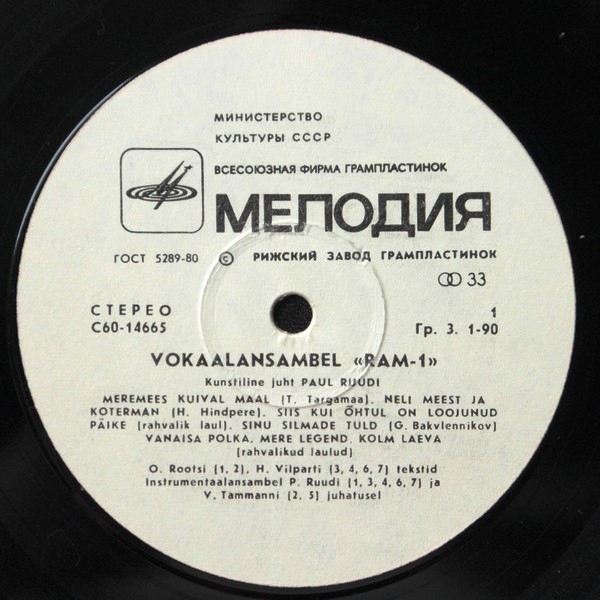 МИНИСТЕРСТВО
КУЛЬТУРЫ СССР
ВСЕСОЮЗНАЯ ФИРМА ГРАМПЛАСТИНОК
МЕЛОДИЯ
ГОСТ 5289-80 © РИЖСКИЙ ЗАВОД ГРАМПЛАСТИНОК
33
СТЕРЕО 1
С60-14665 Гр. 3. 1-90
VOKAALANSAMBEL «RAM-1»
Kunstiline juht PAUL RUUDI
MEREMEES KUIVAL MAAL (T. Targamaa). NELI MEEST JA
KOTERMAN (H. Hindpere). SIIS KUI ÕHTUL ON LOOJUNUD
PÄIKE (rahvalik laul). SINU SILMADE TULD (G. Bakvlennikov)
VANAISA POLKA, MERE LEGEND, KOLM LAEVA
(rahvalikud laulud)
O. Rootsi (1, 2), H. Vilparti (3, 4, 6, 7) tekstid
Instrumentaalansambel P. Ruudi (1, 3, 4, 6, 7) ja
V. Tammanni (2, 5) juhatusel